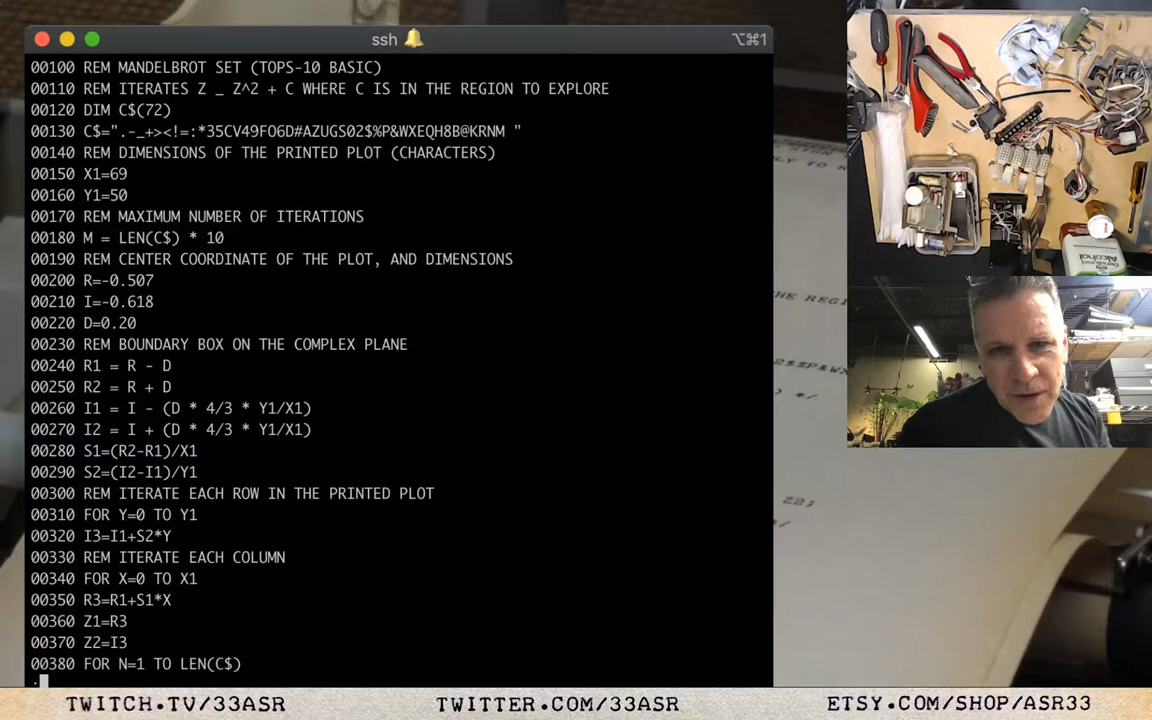 ssh 🔔
⌥⌘1
00100 REM MANDELBROT SET (TOPS-10 BASIC)
00110 REM ITERATES Z _ Z^2 + C WHERE C IS IN THE REGION TO EXPLORE
00120 DIM C$(72)
00130 C$=".-_+><!=:*35CV49FO6D#AZUGS02$%P&WXEQH8B@KRNM "
00140 REM DIMENSIONS OF THE PRINTED PLOT (CHARACTERS)
00150 X1=69
00160 Y1=50
00170 REM MAXIMUM NUMBER OF ITERATIONS
00180 M = LEN(C$) * 10
00190 REM CENTER COORDINATE OF THE PLOT, AND DIMENSIONS
00200 R=-0.507
00210 I=-0.618
00220 D=0.20
00230 REM BOUNDARY BOX ON THE COMPLEX PLANE
00240 R1 = R - D
00250 R2 = R + D
00260 I1 = I - (D * 4/3 * Y1/X1)
00270 I2 = I + (D * 4/3 * Y1/X1)
00280 S1=(R2-R1)/X1
00290 S2=(I2-I1)/Y1
00300 REM ITERATE EACH ROW IN THE PRINTED PLOT
00310 FOR Y=0 TO Y1
00320 I3=I1+S2*Y
00330 REM ITERATE EACH COLUMN
00340 FOR X=0 TO X1
00350 R3=R1+S1*X
00360 Z1=R3
00370 Z2=I3
00380 FOR N=1 TO LEN(C$)
.
Alcohol
TWITCH.TV/33ASR
TWITTER.COM/33ASR
ETSY.COM/SHOP/ASR33